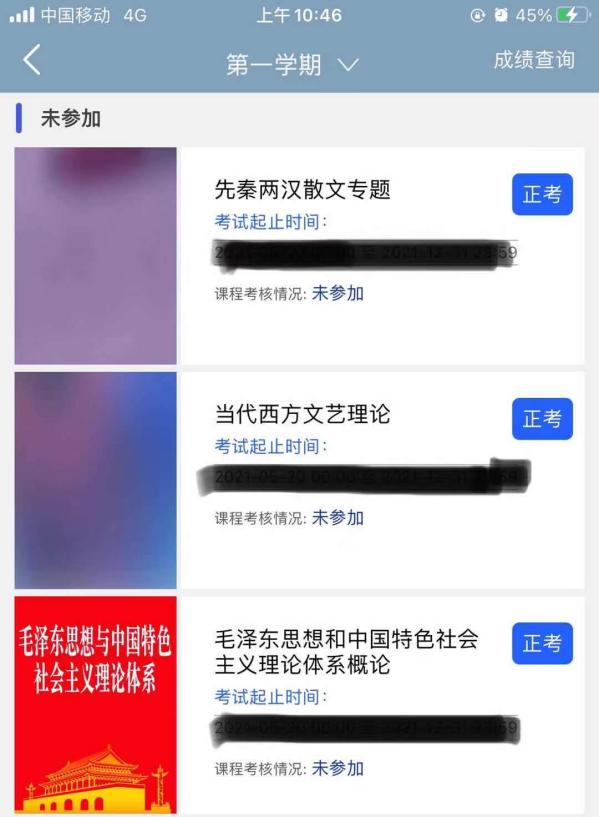 中国移动 4G
上午10:46
45%
第一学期
成绩查询
未参加
先秦两汉散文专题
正考
考试起止时间：
课程考核情况: 未参加
当代西方文艺理论
正考
考试起止时间：
课程考核情况: 未参加
毛泽东思想与中国特色
社会主义理论体系
毛泽东思想和中国特色社会
主义理论体系概论
正考
考试起止时间：
课程考核情况: 未参加